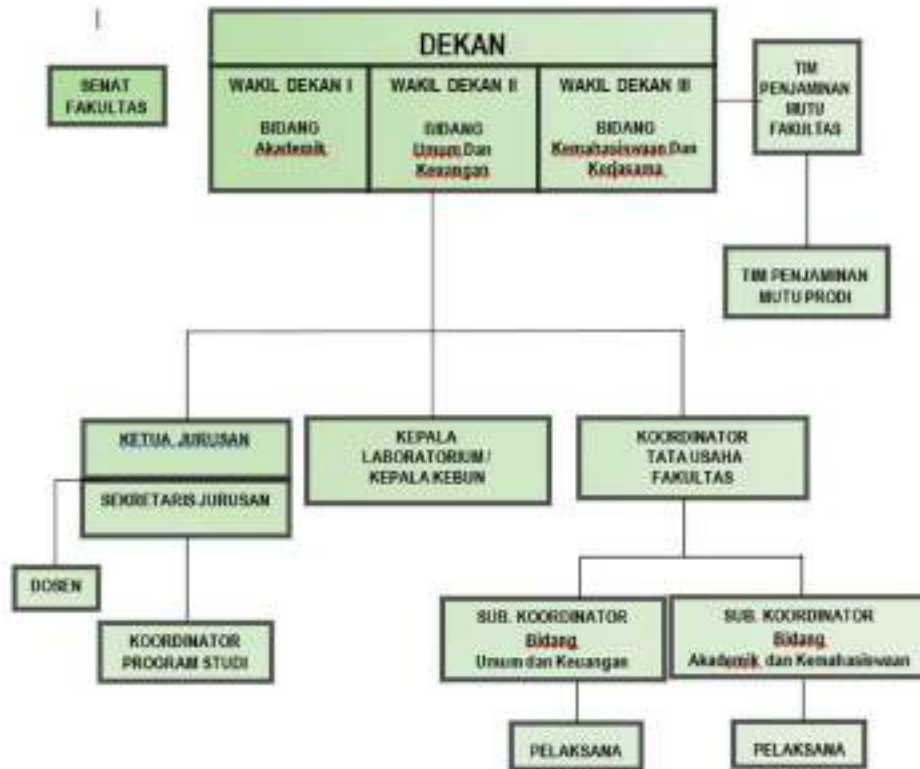 DEKAN
SENAT
FAKULTAS
WAKIL DEKAN I
BIDANG
Akademik
WAKIL DEKAN II
BIDANG
Umum Dan
Keuangan
WAKIL DEKAN III
BIDANG
Kemahasiswaan Dan
Kerjasama
TIM
PENJAMINAN
MUTU
FAKULTAS
TIM PENJAMINAN
MUTU PRODI
KETUA JURUSAN
SEKRETARIS JURUSAN
KEPALA
LABORATORIUM /
KEPALA KEBUN
KOORDINATOR
TATA USAHA
FAKULTAS
DOSEN
KOORDINATOR
PROGRAM STUDI
SUB. KOORDINATOR
Bidang
Umum dan Keuangan
SUB. KOORDINATOR
Bidang
Akademik dan Kemahasiswaan
PELAKSANA
PELAKSANA